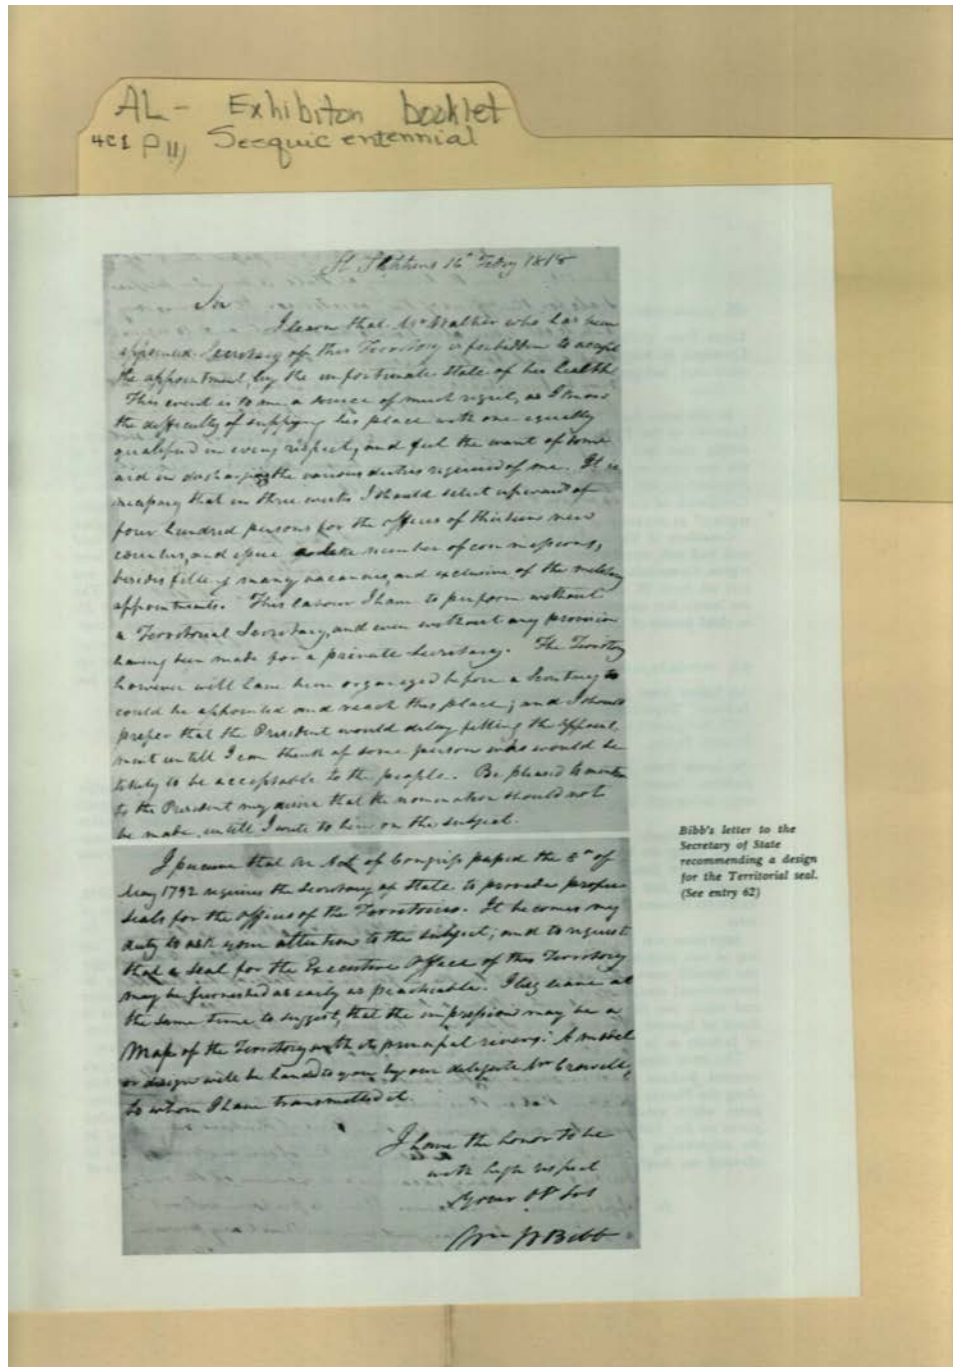 AL - Exhibiton booklet
4C1 P 11, Sesquicentennial
St Stephens 16th Feby 1818
Sir
I learn that Mr Walker who has been
appointed Secretary of this Territory is forbidden to accept
the appointment, by the unfortunate state of his health.
This event is to me a source of much regret, as I know
the difficulty of supplying his place with one equally
qualified in every respect, and feel the want of some
aid in discharging the various duties required of me. It is
necessary that in three weeks I should select upward of
four hundred persons for the offices of thirteen new
counties, and issue a like number of commissions,
besides filling many vacancies, and exclusive of the military
appointments. This labour I have to perform without
a Territorial Secretary, and even without any provision
having been made for a private Secretary. The Territory
however will have been organized before a Secretary to
could be appointed and reach this place; and I should
prefer that the President would delay filling the appoint
ment untill I can think of some person who would be
likely to be acceptable to the people. Be pleased to mention
to the President my desire that the nomination should not
be made, untill I write to him on the subject.
I presume that an Act of Congress passed the 8th of
May 1792 requires the Secretary of State to provide proper
seals for the offices of the Territories. It becomes my
duty to ask your attention to the subject; and to request
that a seal for the Executive Office of this Territory
may be furnished as early as practicable. I beg leave at
the same time to suggest, that the impression may be a
Map of the Territory with its principal rivers. A model
or design will be handed to you by our delegate Mr Crowell,
to whom I have transmitted it.
I have the honor to be
with high respect
Your Obt Svt
Wm W Bibb
Bibb's letter to the
Secretary of State
recommending a design
for the Territorial seal.
(See entry 62)